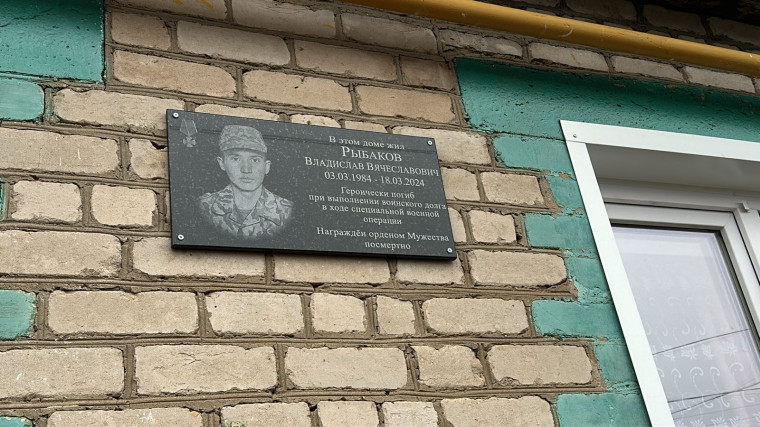 В этом доме жил
РЫБАКОВ
ВЛАДИСЛАВ ВЯЧЕСЛАВОВИЧ
03.03.1984 - 18.03.2024
Героически погиб
при выполнении воинского долга
в ходе специальной военной
операции
Награждён орденом Мужества
посмертно